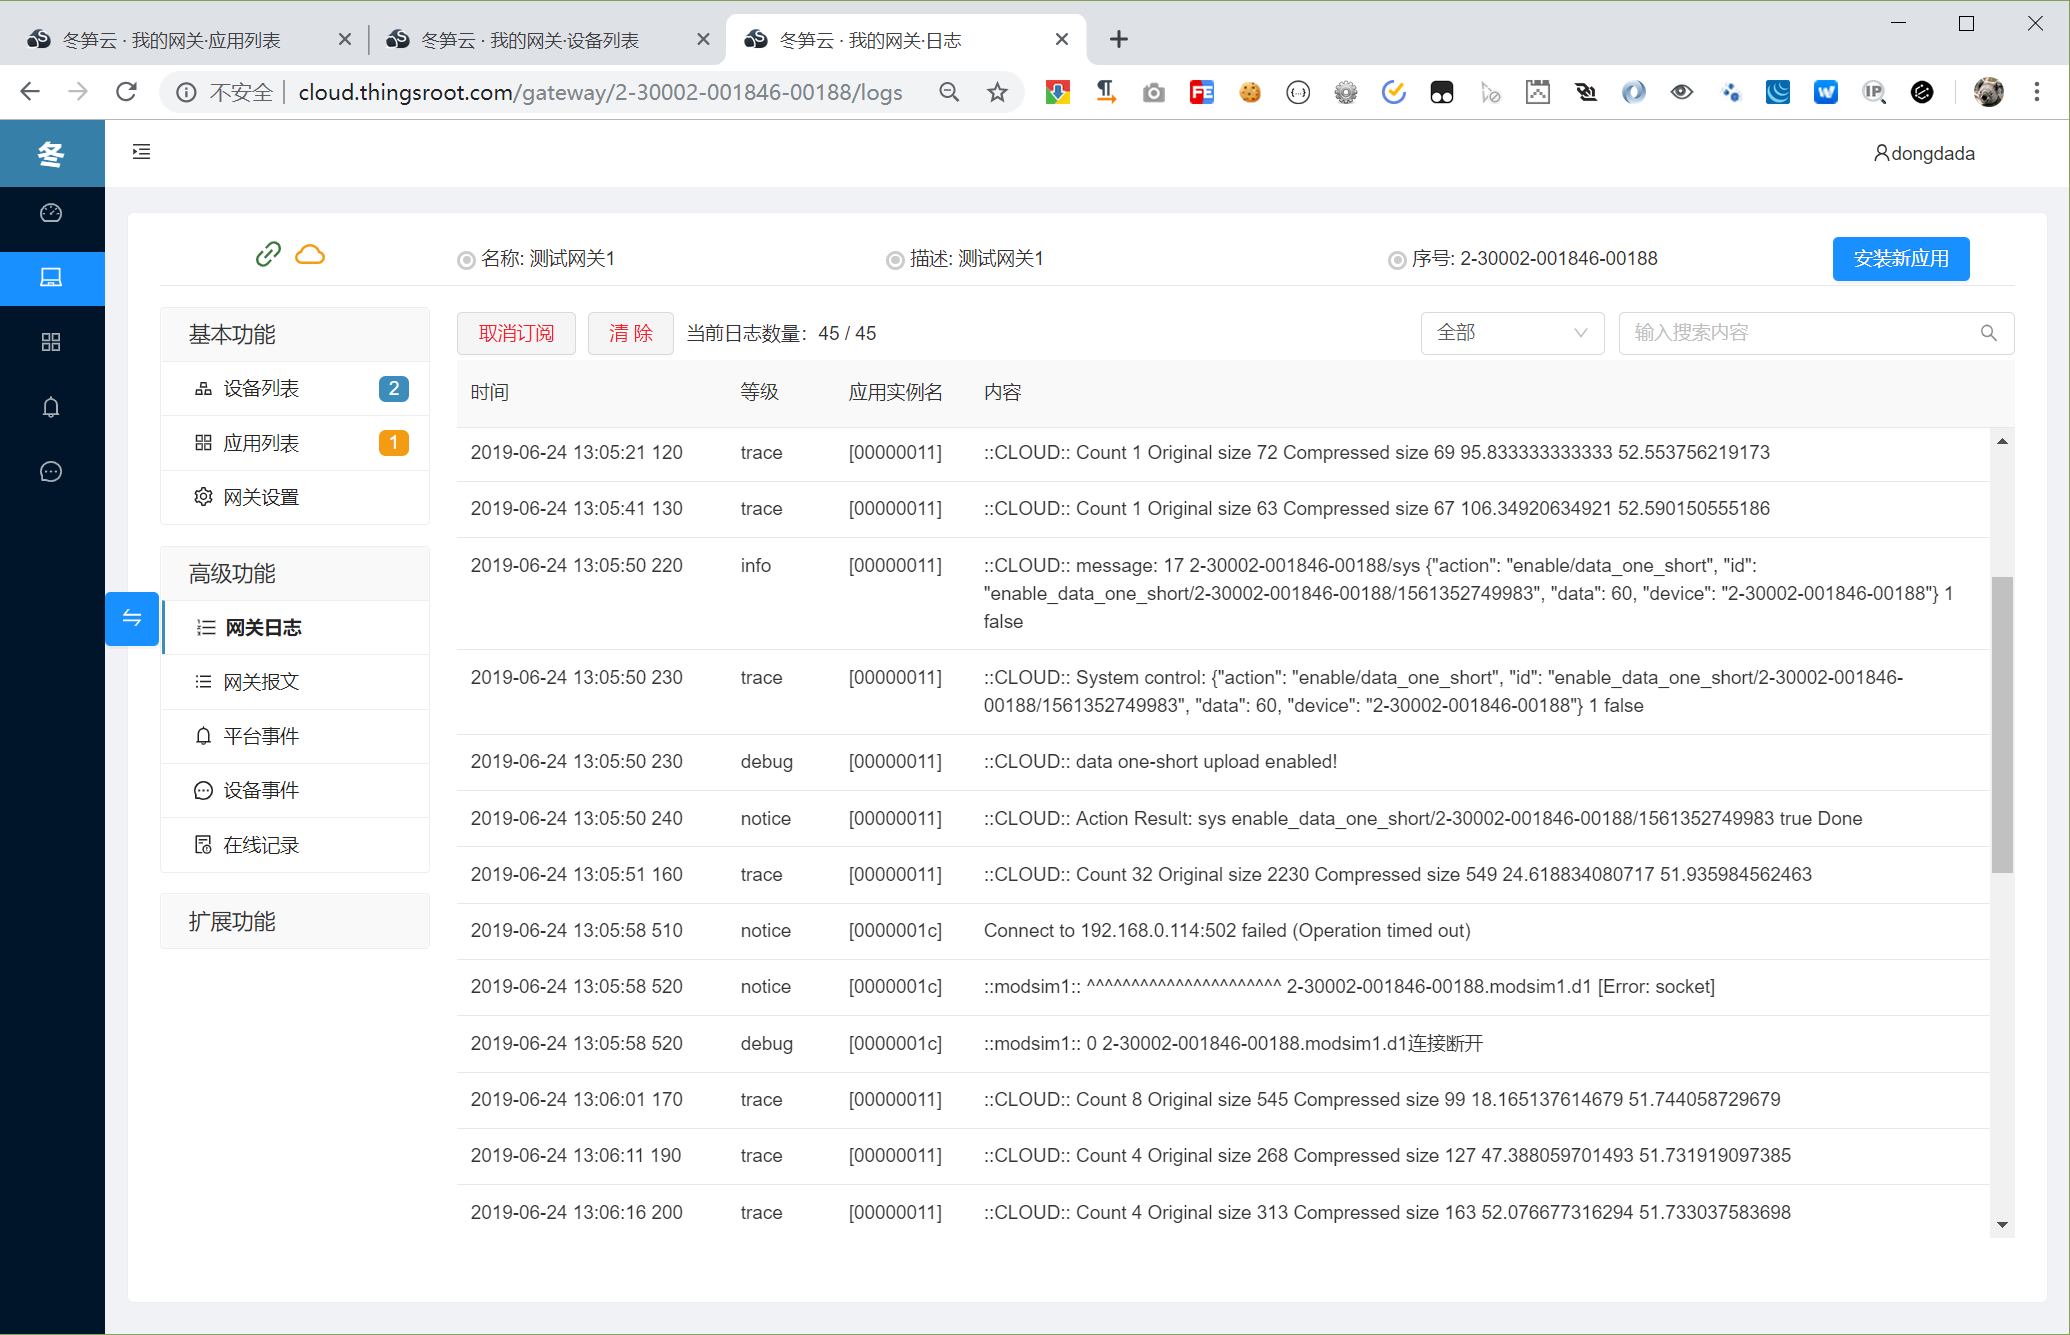 冬笋云 · 我的网关·应用列表
冬笋云 · 我的网关·设备列表
冬笋云 · 我的网关·日志
不安全
cloud.thingsroot.com/gateway/2-30002-001846-00188/logs
冬
dongdada
名称: 测试网关1
描述: 测试网关1
序号: 2-30002-001846-00188
安装新应用
基本功能
设备列表 2
应用列表 1
网关设置
高级功能
网关日志
网关报文
平台事件
设备事件
在线记录
扩展功能
取消订阅
清 除
当前日志数量：45 / 45
全部
输入搜索内容
时间 等级 应用实例名 内容
2019-06-24 13:05:21 120 trace [00000011] ::CLOUD:: Count 1 Original size 72 Compressed size 69 95.833333333333 52.553756219173
2019-06-24 13:05:41 130 trace [00000011] ::CLOUD:: Count 1 Original size 63 Compressed size 67 106.34920634921 52.590150555186
2019-06-24 13:05:50 220 info [00000011] ::CLOUD:: message: 17 2-30002-001846-00188/sys {"action": "enable/data_one_short", "id":
"enable_data_one_short/2-30002-001846-00188/1561352749983", "data": 60, "device": "2-30002-001846-00188"} 1
false
2019-06-24 13:05:50 230 trace [00000011] ::CLOUD:: System control: {"action": "enable/data_one_short", "id": "enable_data_one_short/2-30002-001846-
00188/1561352749983", "data": 60, "device": "2-30002-001846-00188"} 1 false
2019-06-24 13:05:50 230 debug [00000011] ::CLOUD:: data one-short upload enabled!
2019-06-24 13:05:50 240 notice [00000011] ::CLOUD:: Action Result: sys enable_data_one_short/2-30002-001846-00188/1561352749983 true Done
2019-06-24 13:05:51 160 trace [00000011] ::CLOUD:: Count 32 Original size 2230 Compressed size 549 24.618834080717 51.935984562463
2019-06-24 13:05:58 510 notice [0000001c] Connect to 192.168.0.114:502 failed (Operation timed out)
2019-06-24 13:05:58 520 notice [0000001c] ::modsim1:: ^^^^^^^^^^^^^^^^^^^^^^ 2-30002-001846-00188.modsim1.d1 [Error: socket]
2019-06-24 13:05:58 520 debug [0000001c] ::modsim1:: 0 2-30002-001846-00188.modsim1.d1连接断开
2019-06-24 13:06:01 170 trace [00000011] ::CLOUD:: Count 8 Original size 545 Compressed size 99 18.165137614679 51.744058729679
2019-06-24 13:06:11 190 trace [00000011] ::CLOUD:: Count 4 Original size 268 Compressed size 127 47.388059701493 51.731919097385
2019-06-24 13:06:16 200 trace [00000011] ::CLOUD:: Count 4 Original size 313 Compressed size 163 52.076677316294 51.733037583698